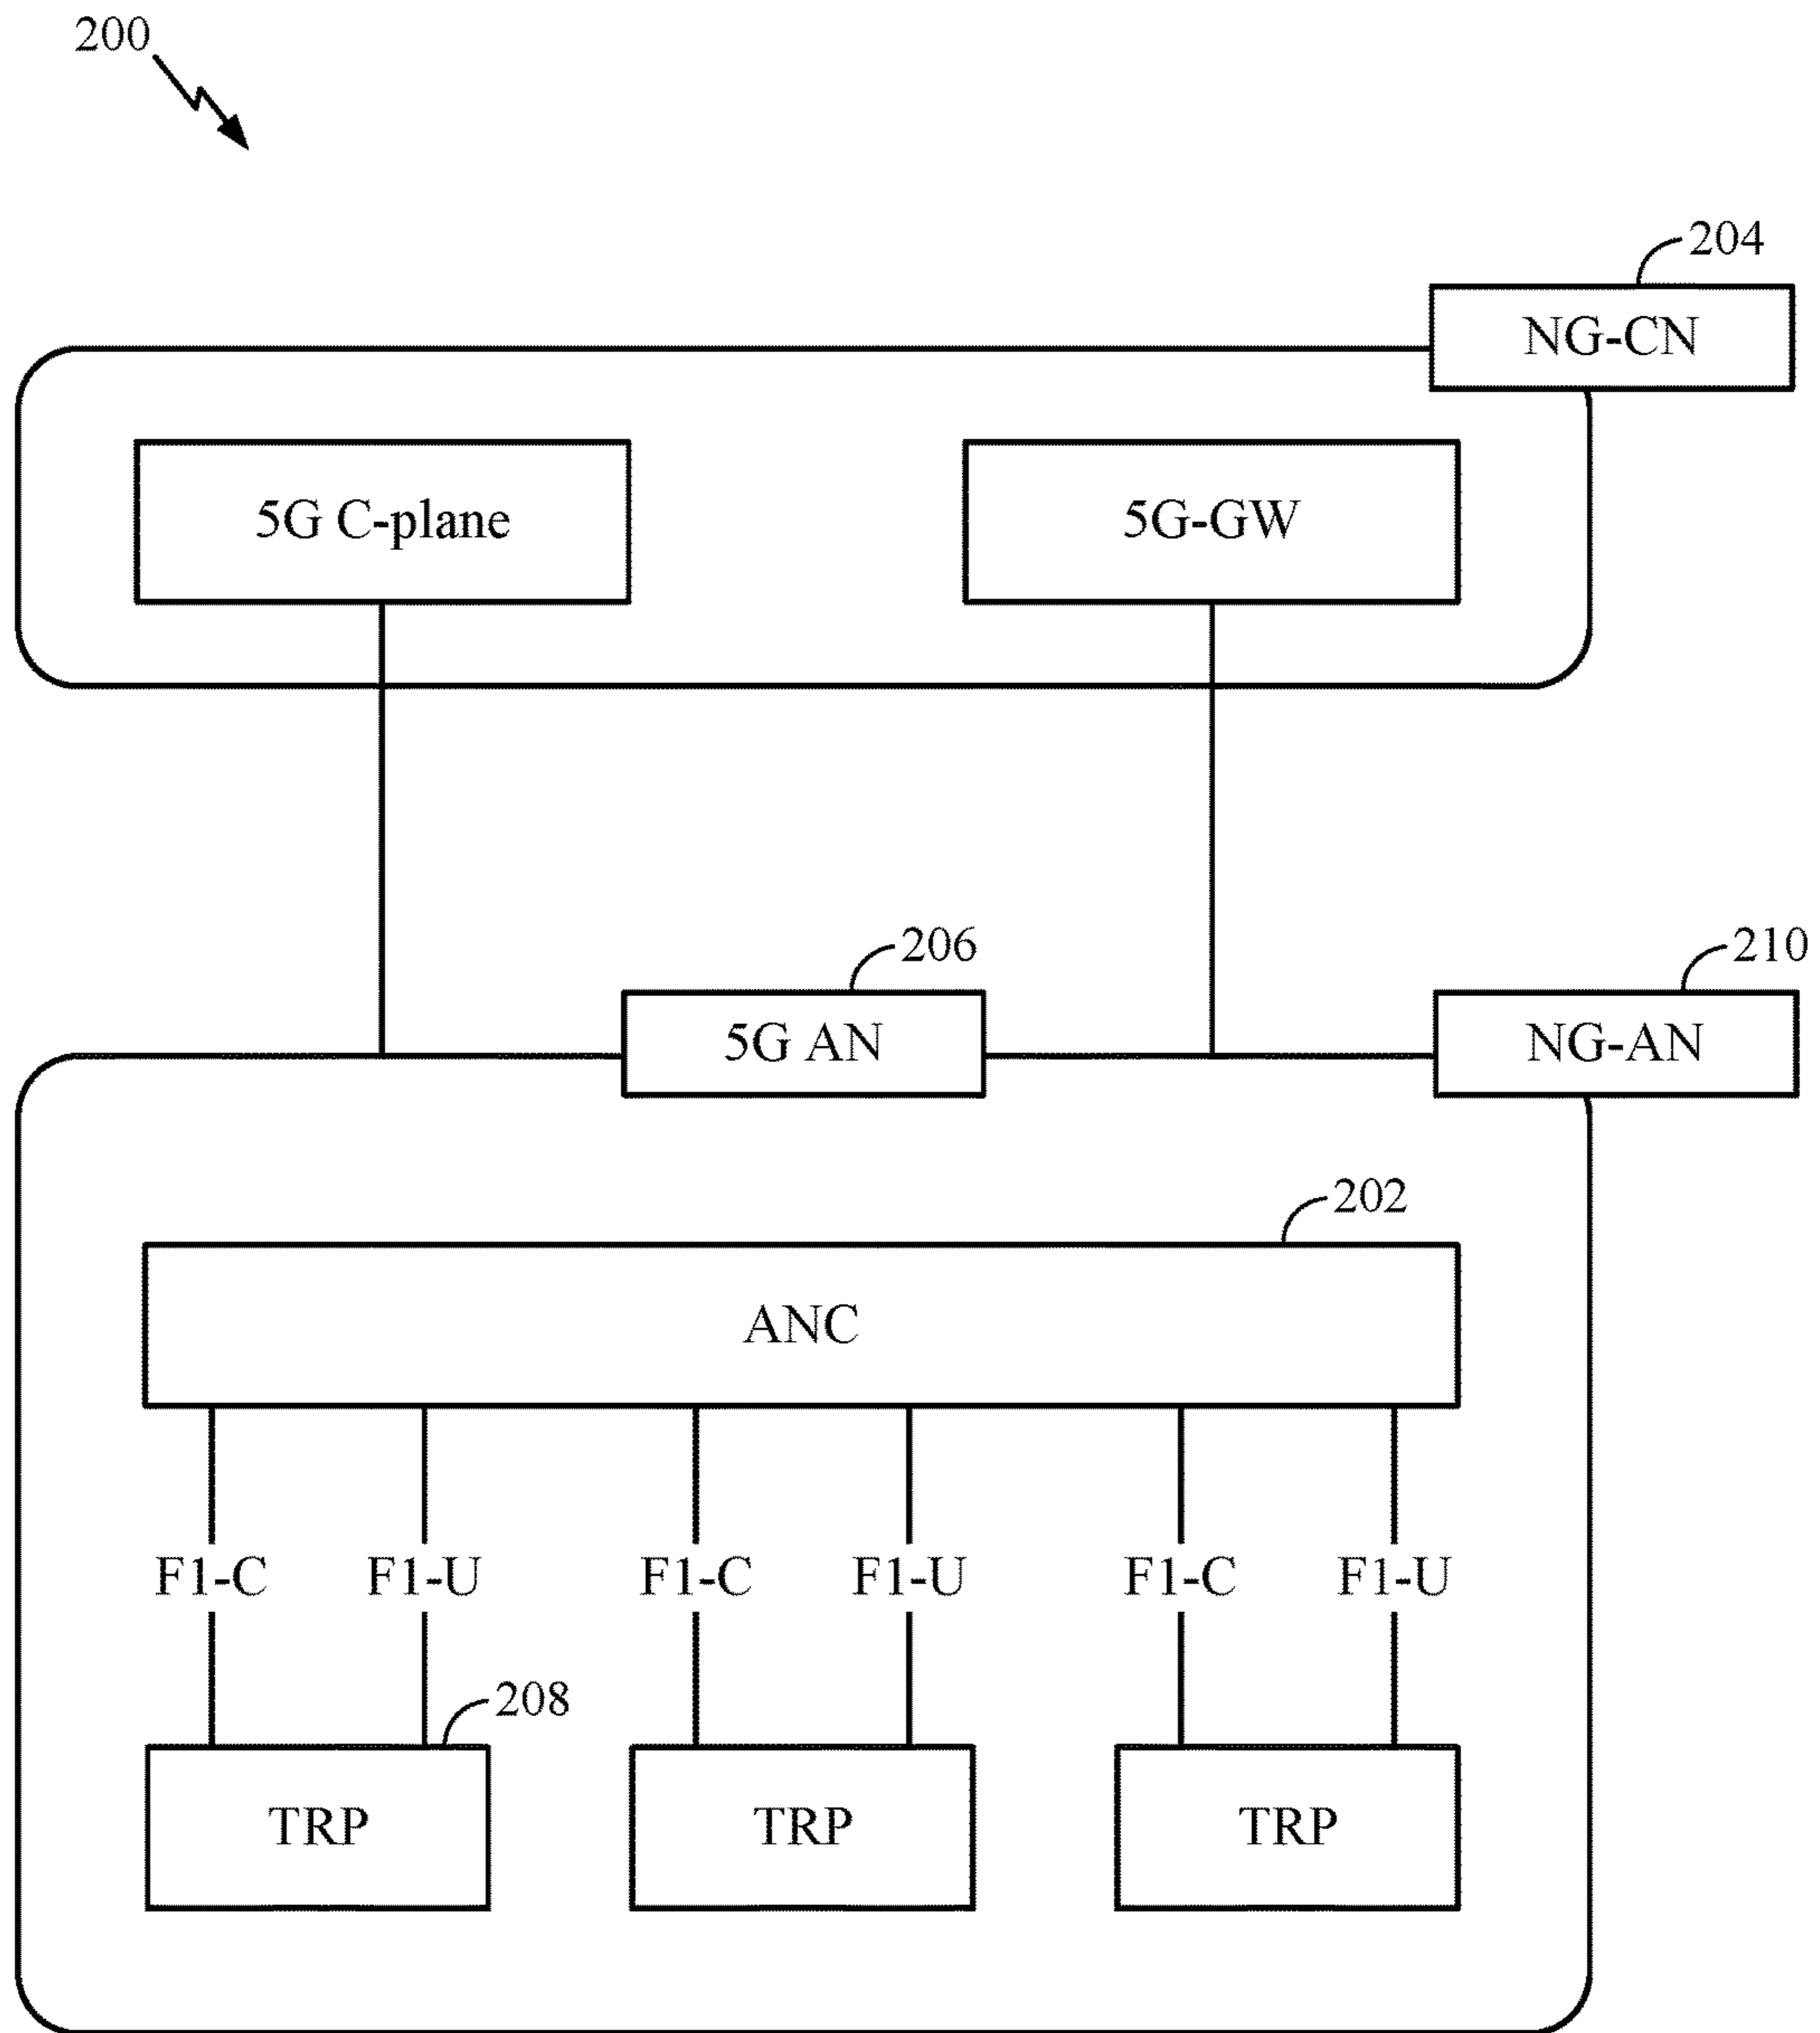 200
204
NG-CN
5G C-plane
5G-GW
206
210
5G AN
NG-AN
202
ANC
F1-C F1-U F1-C F1-U F1-C F1-U
208
TRP TRP TRP